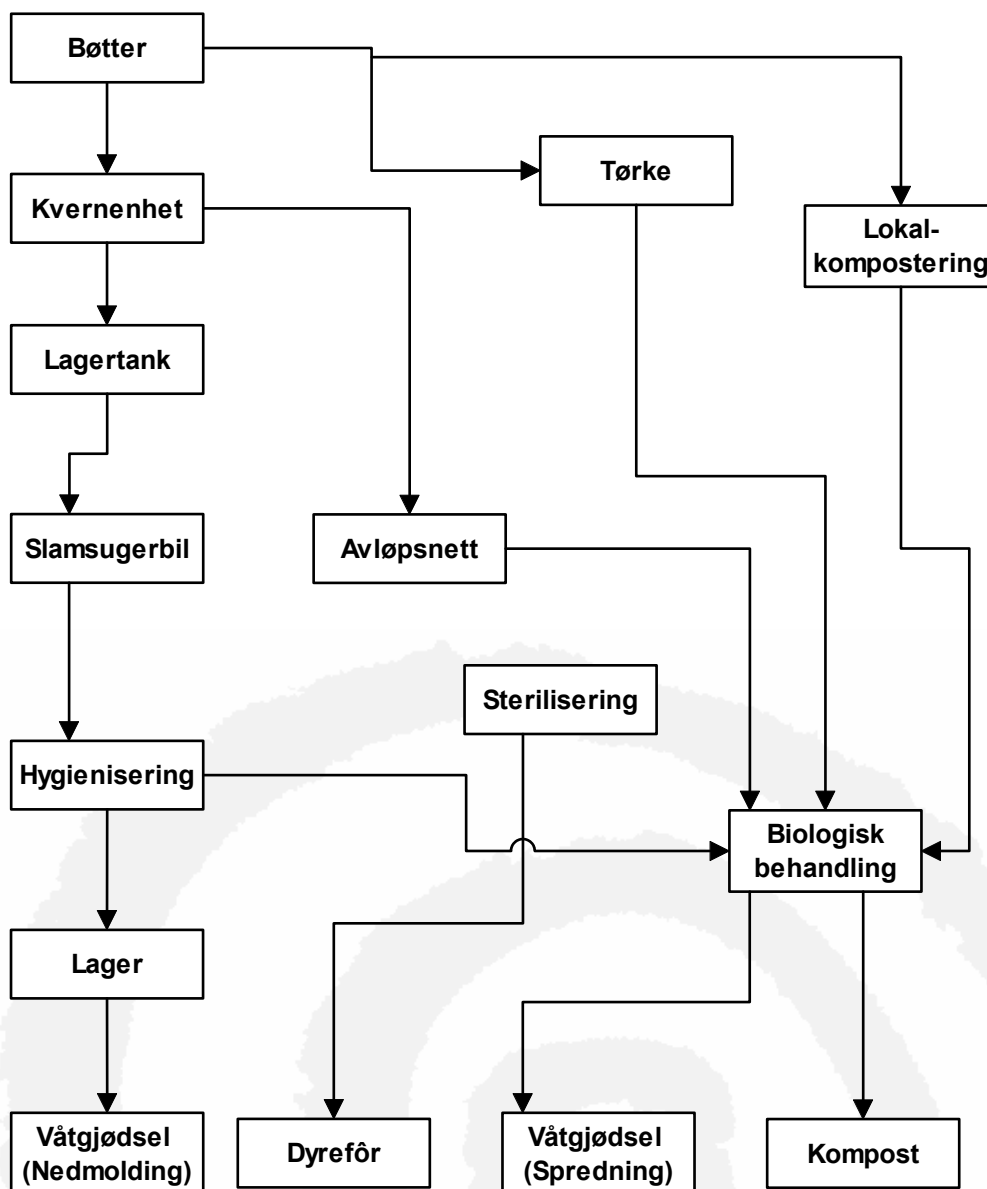 Bøtter
Tørke
Kvernenhet
Lokal-
kompostering
Lagertank
Slamsugerbil
Avløpsnett
Sterilisering
Hygienisering
Biologisk
behandling
Lager
Våtgjødsel
(Nedmolding)
Dyrefôr
Våtgjødsel
(Spredning)
Kompost